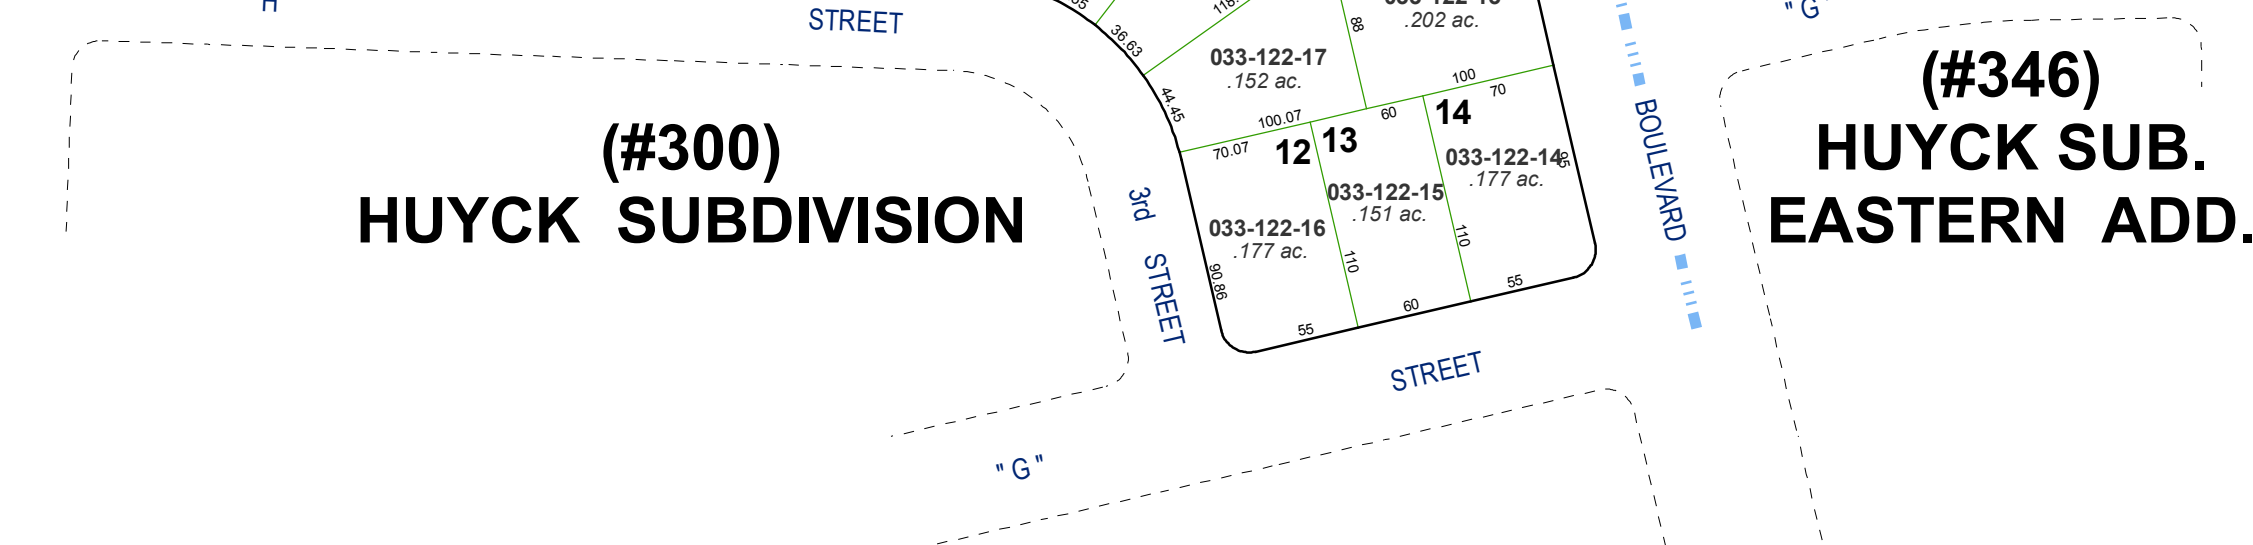 H
STREET
36.63
88
.202 ac.
"G"
033-122-17
.152 ac.
44.45
100
70
(#346)
HUYCK SUB.
EASTERN ADD.
BOULEVARD
(#300)
HUYCK SUBDIVISION
100.07
60
14
70.07
12
13
033-122-14
.177 ac.
95
3rd STREET
033-122-15
.151 ac.
033-122-16
.177 ac.
90.86
110
110
55
60
55
STREET
"G"